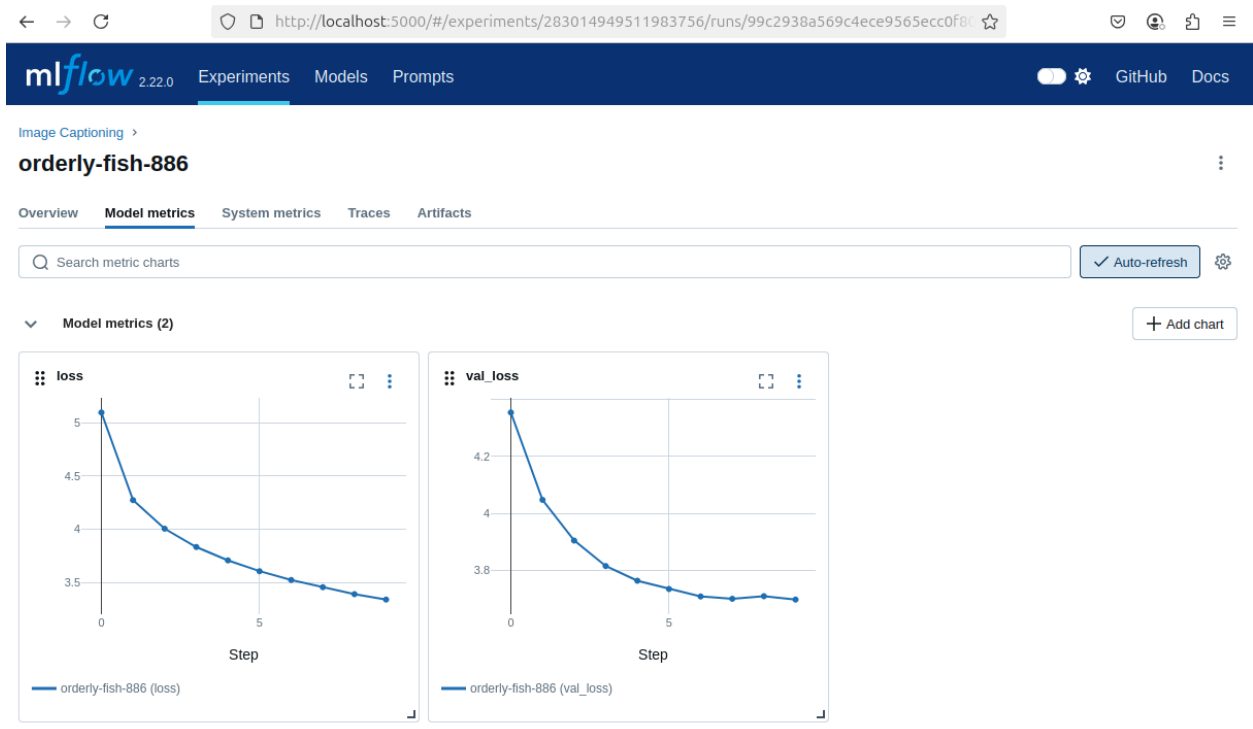 http://localhost:5000/#/experiments/283014949511983756/runs/99c2938a569c4ece9565ecc0f80
mlflow 2.22.0 Experiments Models Prompts GitHub Docs
Image Captioning >
orderly-fish-886
Overview Model metrics System metrics Traces Artifacts
Search metric charts Auto-refresh
Model metrics (2) + Add chart
loss
5
4.5
4
3.5
0 5
Step
orderly-fish-886 (loss)
val_loss
4.2
4
3.8
0 5
Step
orderly-fish-886 (val_loss)